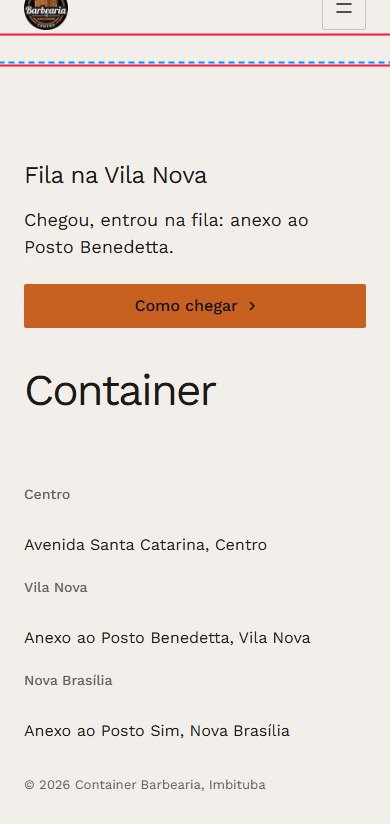 Barbearia
Fila na Vila Nova
Chegou, entrou na fila: anexo ao
Posto Benedetta.
Como chegar
Container
Centro
Avenida Santa Catarina, Centro
Vila Nova
Anexo ao Posto Benedetta, Vila Nova
Nova Brasília
Anexo ao Posto Sim, Nova Brasília
© 2026 Container Barbearia, Imbituba